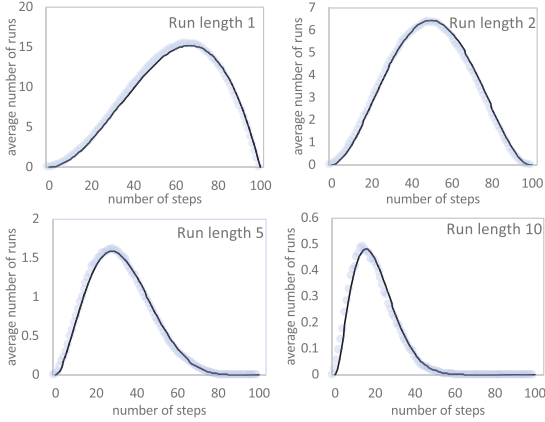 Run length 1
average number of runs
20
15
10
5
0
0 20 40 60 80 100
number of steps
Run length 2
average number of runs
7
6
5
4
3
2
1
0
0 20 40 60 80 100
number of steps
Run length 5
average number of runs
2
1.5
1
0.5
0
0 20 40 60 80 100
number of steps
Run length 10
average number of runs
0.6
0.5
0.4
0.3
0.2
0.1
0
0 20 40 60 80 100
number of steps